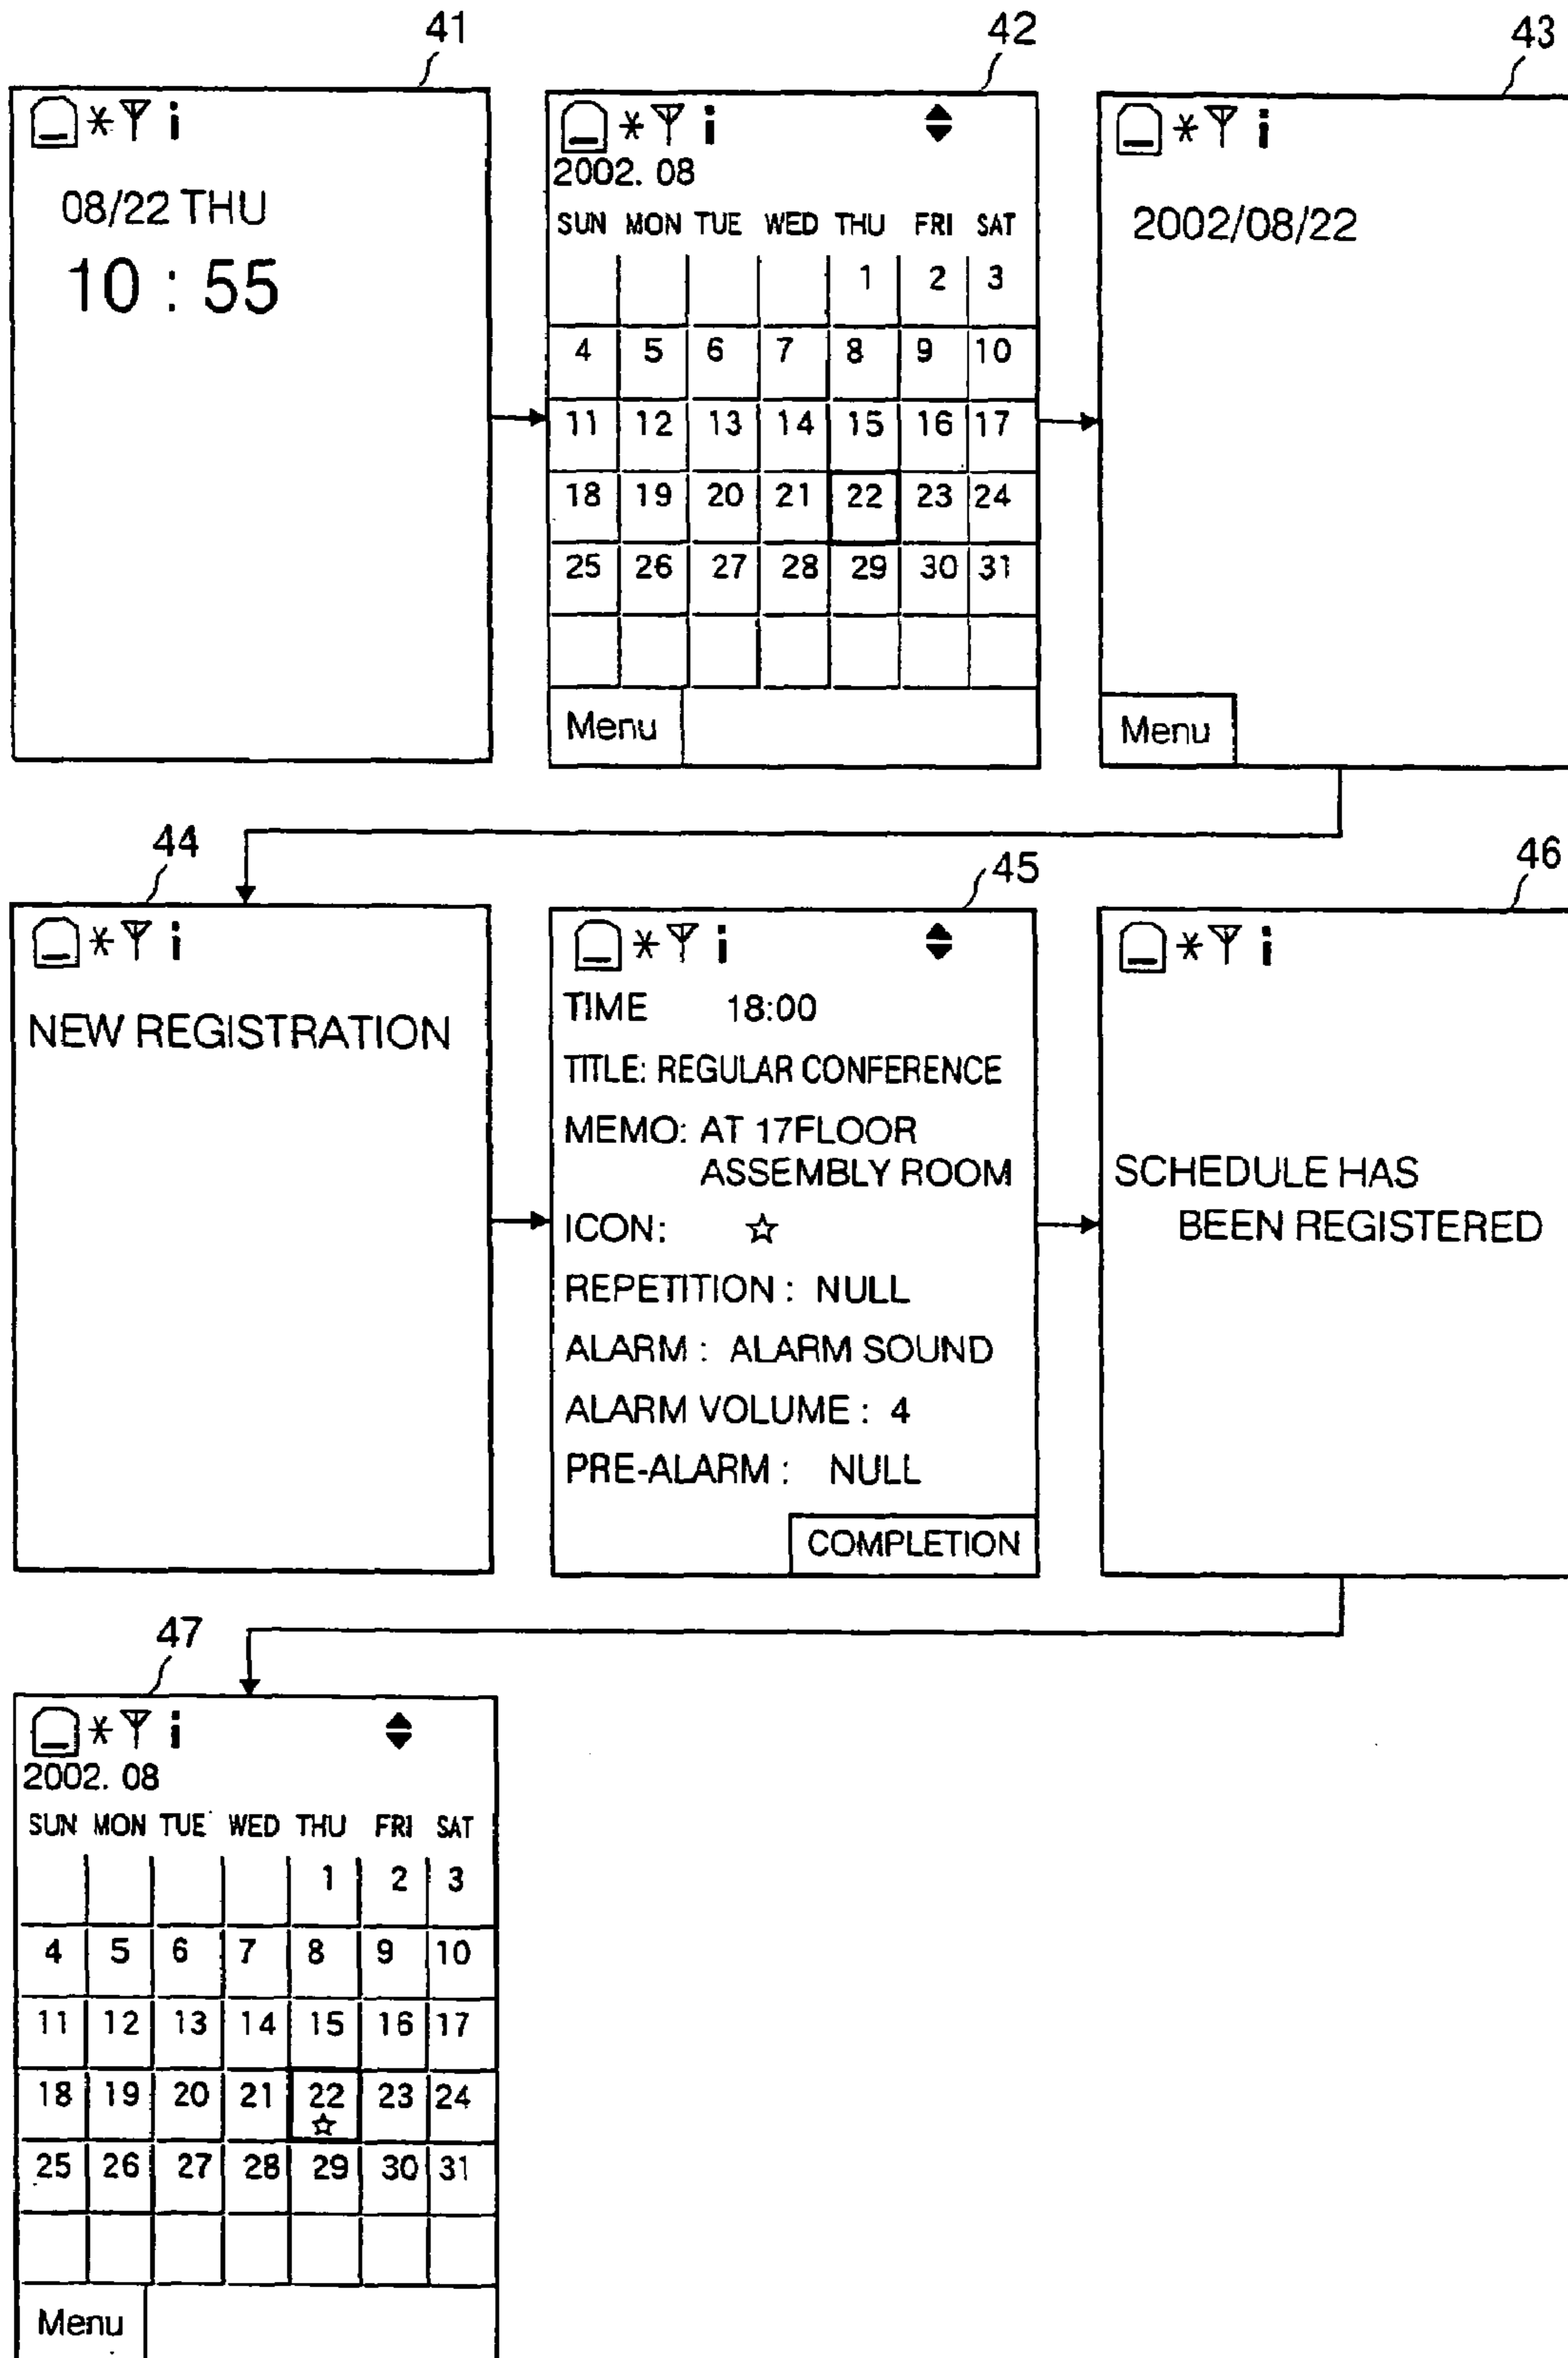 41
42
43
08/22 THU
10 : 55
2002. 08
SUN MON TUE WED THU FRI SAT
1 2 3
4 5 6 7 8 9 10
11 12 13 14 15 16 17
18 19 20 21 22 23 24
25 26 27 28 29 30 31
Menu
2002/08/22
Menu
44
45
46
NEW REGISTRATION
TIME 18:00
TITLE: REGULAR CONFERENCE
MEMO: AT 17FLOOR
ASSEMBLY ROOM
ICON: ☆
REPETITION : NULL
ALARM : ALARM SOUND
ALARM VOLUME : 4
PRE-ALARM : NULL
COMPLETION
SCHEDULE HAS
BEEN REGISTERED
47
2002. 08
SUN MON TUE WED THU FRI SAT
1 2 3
4 5 6 7 8 9 10
11 12 13 14 15 16 17
18 19 20 21 22 23 24
☆
25 26 27 28 29 30 31
Menu